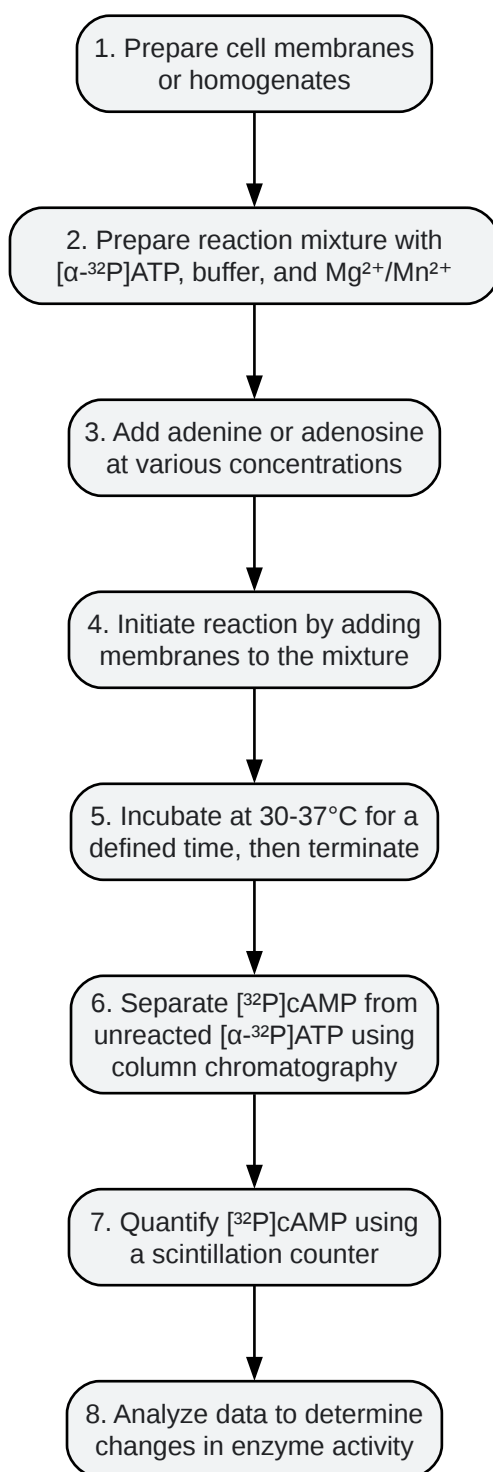 1. Prepare cell membranes
or homogenates
2. Prepare reaction mixture with
[α-³²P]ATP, buffer, and Mg²⁺/Mn²⁺
3. Add adenine or adenosine
at various concentrations
4. Initiate reaction by adding
membranes to the mixture
5. Incubate at 30-37°C for a
defined time, then terminate
6. Separate [³²P]cAMP from
unreacted [α-³²P]ATP using
column chromatography
7. Quantify [³²P]cAMP using
a scintillation counter
8. Analyze data to determine
changes in enzyme activity